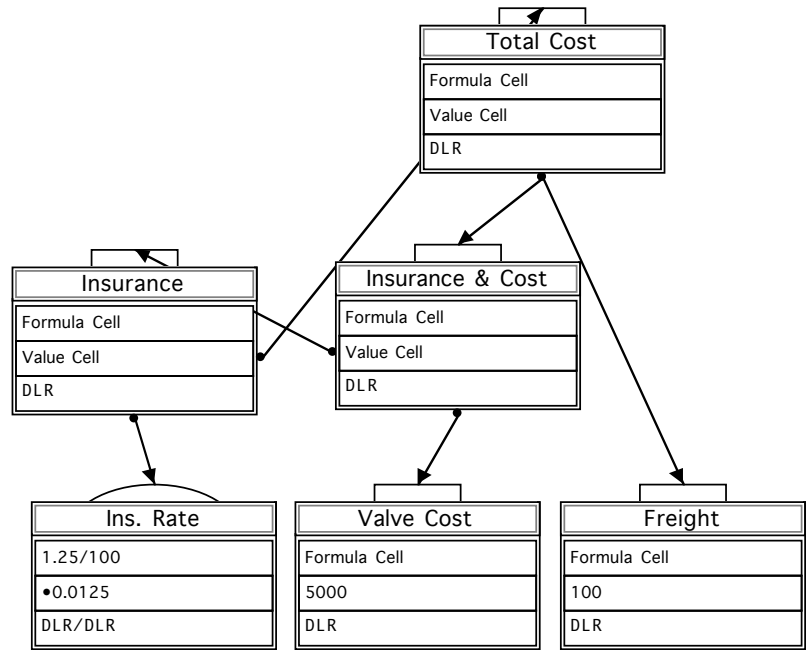 Total Cost
Formula Cell
Value Cell
DLR
Insurance
Formula Cell
Value Cell
DLR
Insurance & Cost
Formula Cell
Value Cell
DLR
Ins. Rate
1.25/100
•0.0125
DLR/DLR
Valve Cost
Formula Cell
5000
DLR
Freight
Formula Cell
100
DLR